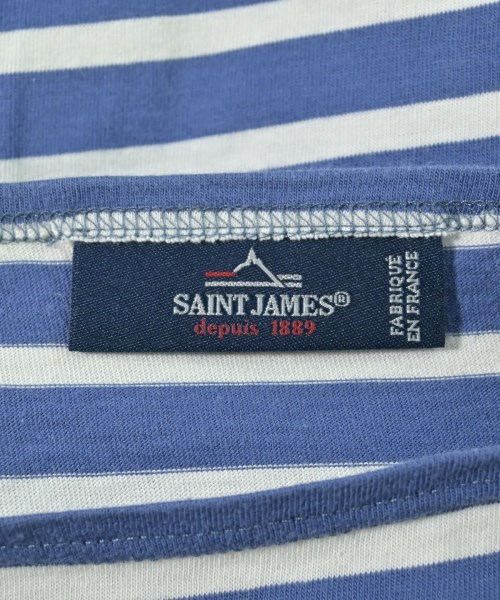 SAINT JAMES®
depuis 1889
FABRIQUÉ
EN FRANCE